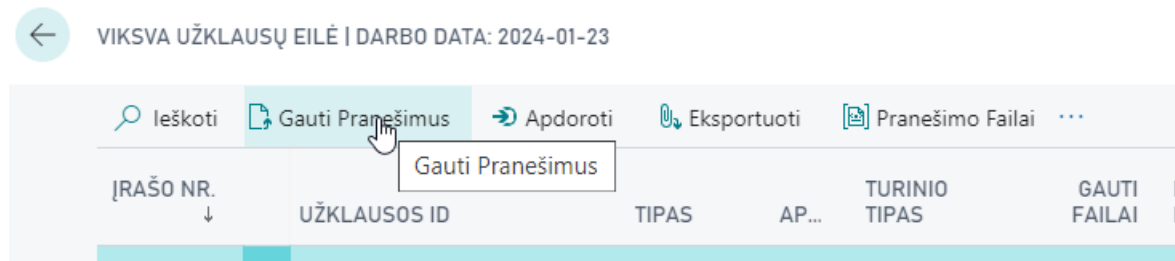 VIKSVA UŽKLAUSŲ EILĖ | DARBO DATA: 2024-01-23
Ieškoti Gauti Pranešimus Apdoroti Eksportuoti Pranešimo Failai ...
Gauti Pranešimus
ĮRAŠO NR. ↓ UŽKLAUSOS ID TIPAS AP... TURINIO TIPAS GAUTI FAILAI